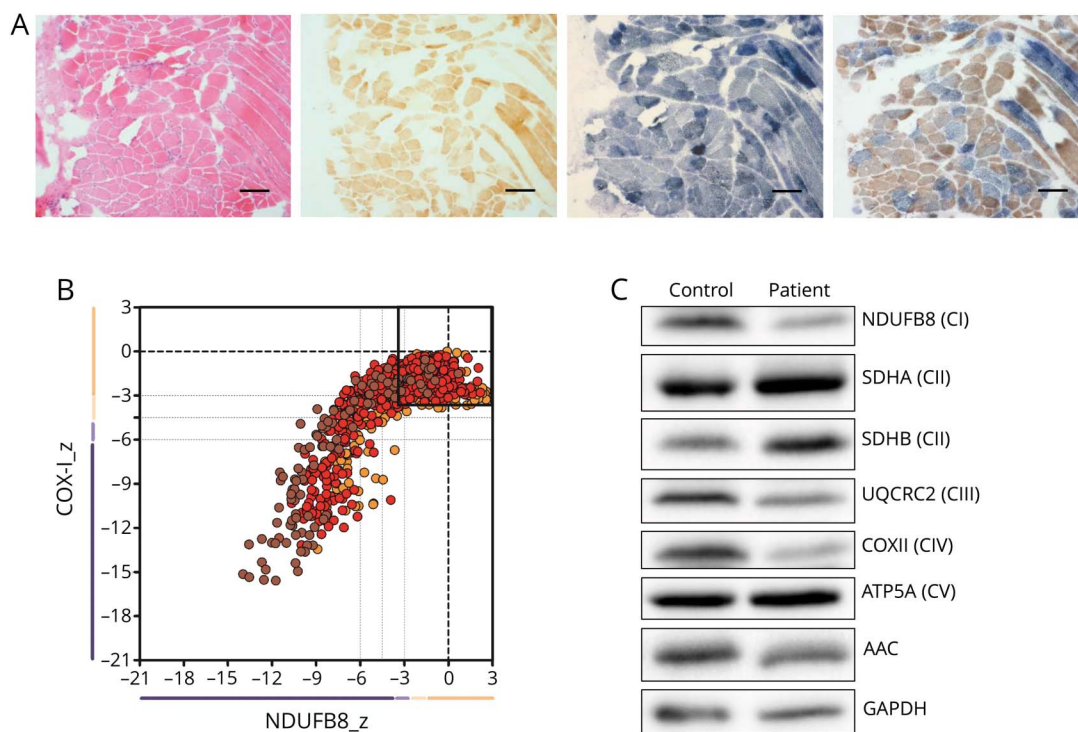 A
B
3
0
−3
−6
−9
−12
−15
−18
−21
COX-I_z
−21 −18 −15 −12 −9 −6 −3 0 3
NDUFB8_z
C
Control Patient
NDUFB8 (CI)
SDHA (CII)
SDHB (CII)
UQCRC2 (CIII)
COXII (CIV)
ATP5A (CV)
AAC
GAPDH